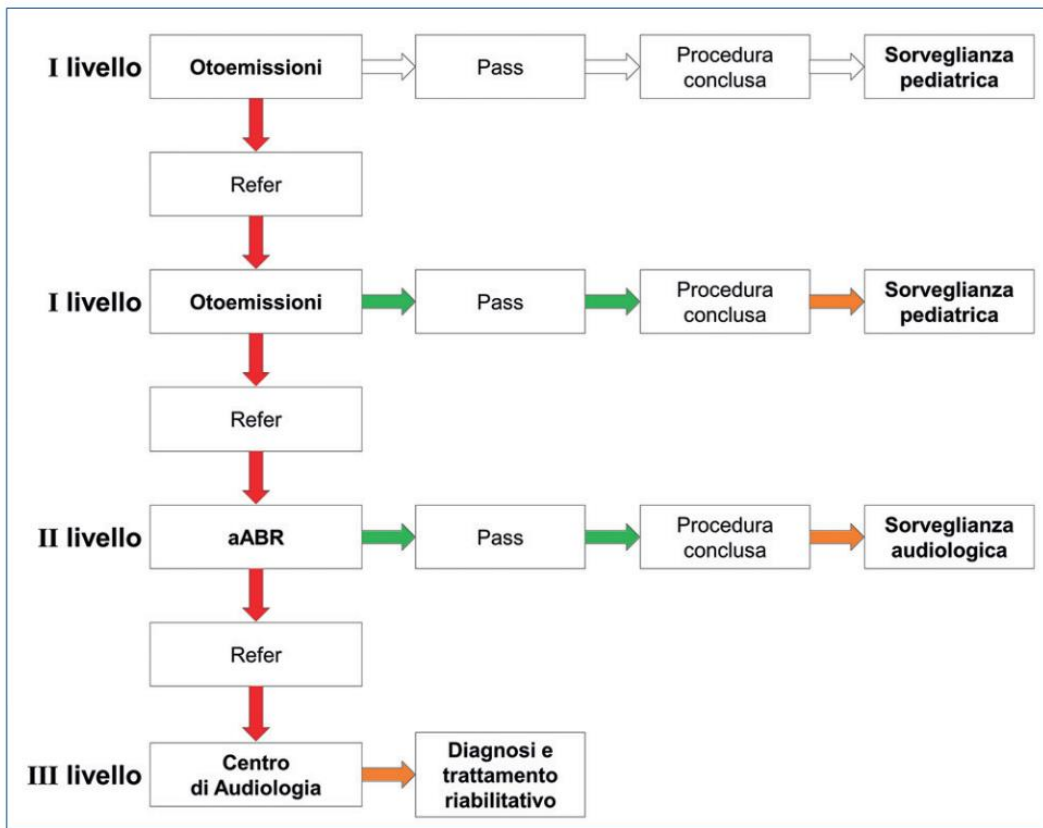 I livello
Otoemissioni
Pass
Procedura
conclusa
Sorveglianza
pediatrica
Refer
I livello
Otoemissioni
Pass
Procedura
conclusa
Sorveglianza
pediatrica
Refer
II livello
aABR
Pass
Procedura
conclusa
Sorveglianza
audiologica
Refer
III livello
Centro
di Audiologia
Diagnosi e
trattamento
riabilitativo